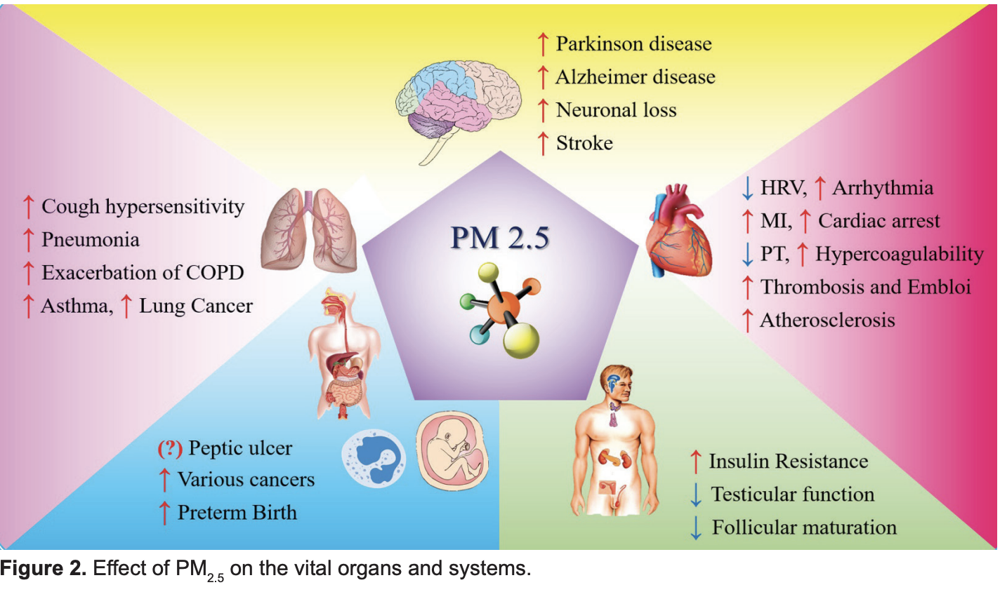 ↑ Parkinson disease
↑ Alzheimer disease
↑ Neuronal loss
↑ Stroke
↑ Cough hypersensitivity
↑ Pneumonia
↑ Exacerbation of COPD
↑ Asthma, ↑ Lung Cancer
PM 2.5
↓ HRV, ↑ Arrhythmia
↑ MI, ↑ Cardiac arrest
↓ PT, ↑ Hypercoagulability
↑ Thrombosis and Embloi
↑ Atherosclerosis
(?) Peptic ulcer
↑ Various cancers
↑ Preterm Birth
↑ Insulin Resistance
↓ Testicular function
↓ Follicular maturation
Figure 2. Effect of PM2.5 on the vital organs and systems.